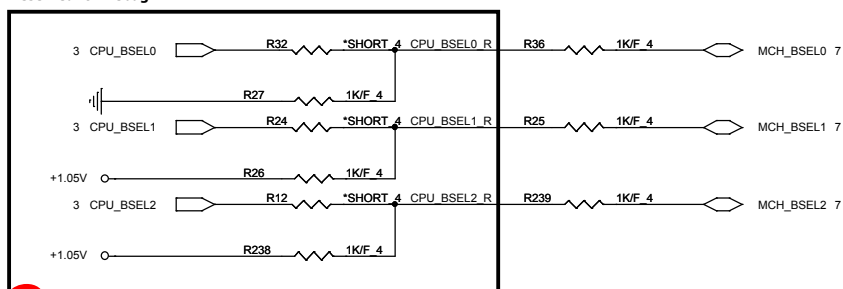 3 CPU_BSEL0 R32 *SHORT_4 CPU_BSEL0_R R36 1K/F_4 MCH_BSEL0 7
R27 1K/F_4
3 CPU_BSEL1 R24 *SHORT_4 CPU_BSEL1_R R25 1K/F_4 MCH_BSEL1 7
+1.05V R26 1K/F_4
3 CPU_BSEL2 R12 *SHORT_4 CPU_BSEL2_R R239 1K/F_4 MCH_BSEL2 7
+1.05V R238 1K/F_4